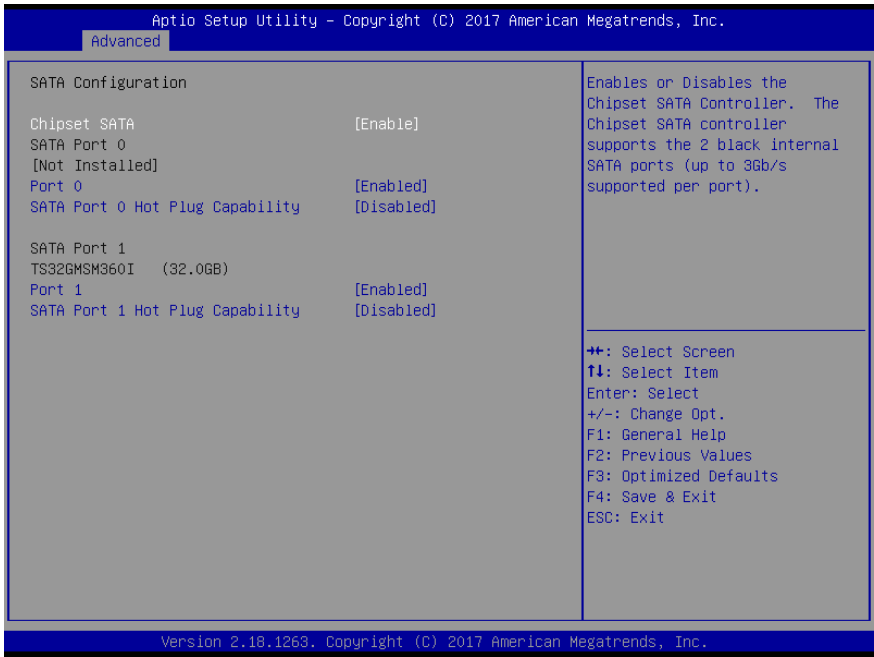 Aptio Setup Utility – Copyright (C) 2017 American Megatrends, Inc.
Advanced
SATA Configuration
Chipset SATA [Enable]
SATA Port 0
[Not Installed]
Port 0 [Enabled]
SATA Port 0 Hot Plug Capability [Disabled]
SATA Port 1
TS32GMSM360I (32.0GB)
Port 1 [Enabled]
SATA Port 1 Hot Plug Capability [Disabled]
Enables or Disables the
Chipset SATA Controller. The
Chipset SATA controller
supports the 2 black internal
SATA ports (up to 3Gb/s
supported per port).
→←: Select Screen
↑↓: Select Item
Enter: Select
+/-: Change Opt.
F1: General Help
F2: Previous Values
F3: Optimized Defaults
F4: Save & Exit
ESC: Exit
Version 2.18.1263. Copyright (C) 2017 American Megatrends, Inc.